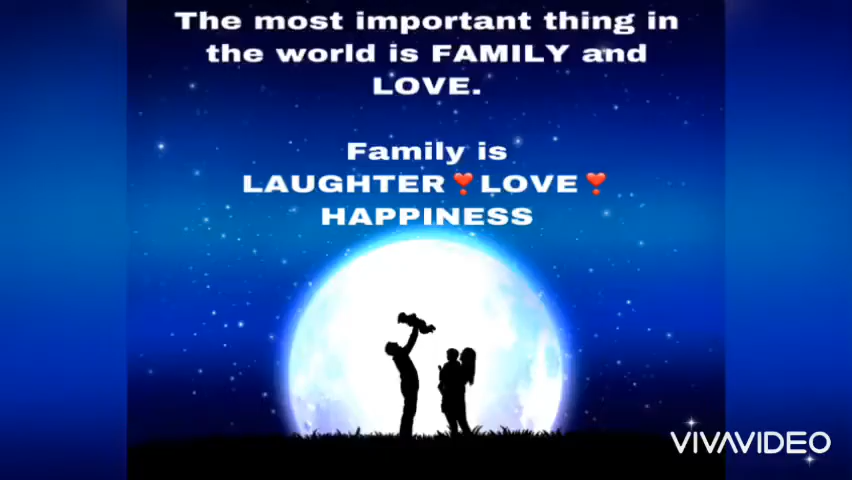 The most important thing in
the world is FAMILY and
LOVE.
Family is
LAUGHTER❣LOVE❣
HAPPINESS
VIVAVIDEO